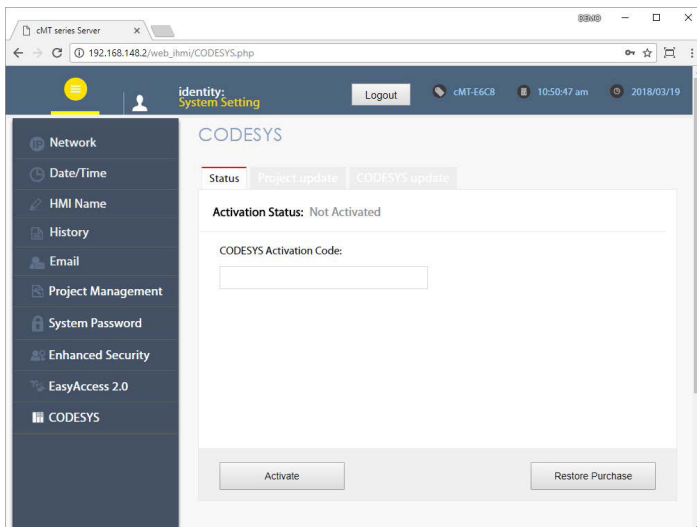 DEMO
cMT series Server
192.168.148.2/web_ihmi/CODESYS.php
identity:
System Setting
Logout
cMT-E6C8
10:50:47 am
2018/03/19
Network
Date/Time
HMI Name
History
Email
Project Management
System Password
Enhanced Security
EasyAccess 2.0
CODESYS
CODESYS
Status Project update CODESYS update
Activation Status: Not Activated
CODESYS Activation Code:
Activate
Restore Purchase